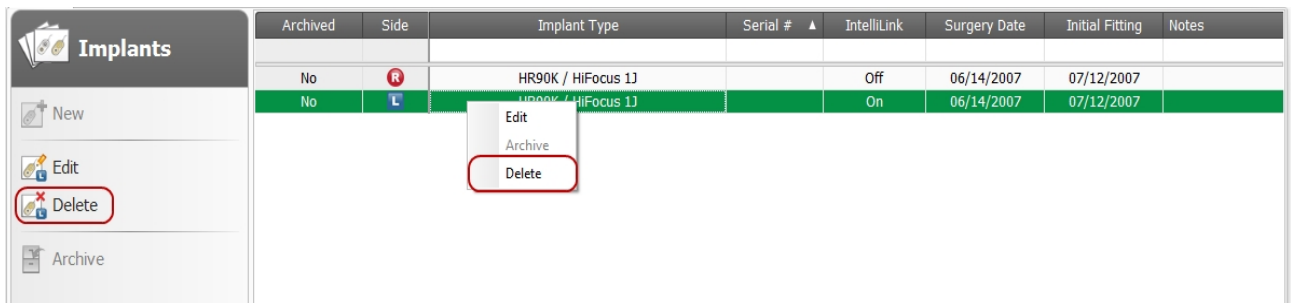 Implants
New
Edit
Delete
Archive
Archived Side Implant Type Serial # ▲ IntelliLink Surgery Date Initial Fitting Notes
No R HR90K / HiFocus 1J Off 06/14/2007 07/12/2007
No L HR90K / HiFocus 1J On 06/14/2007 07/12/2007
Edit
Archive
Delete